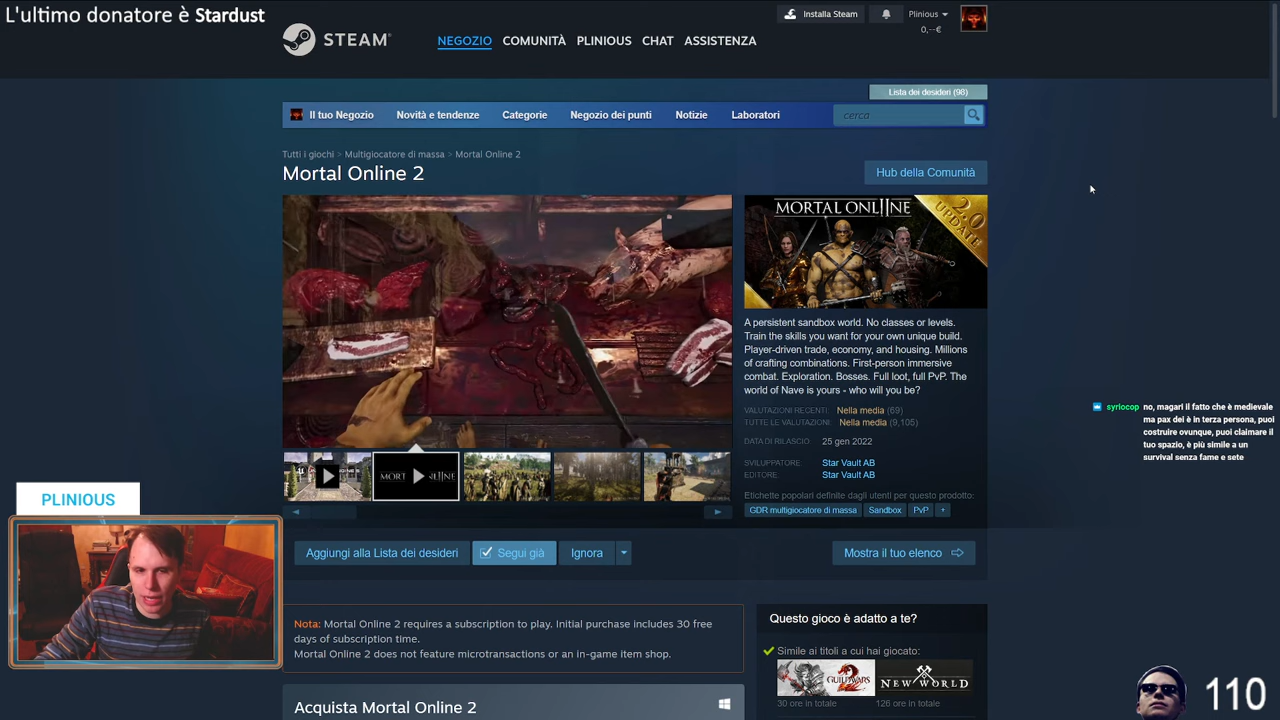 L'ultimo donatore è Stardust
STEAM
NEGOZIO COMUNITÀ PLINIOUS CHAT ASSISTENZA
Installa Steam
Plinious
0,--€
Lista dei desideri (98)
Il tuo Negozio Novità e tendenze Categorie Negozio dei punti Notizie Laboratori cerca
Tutti i giochi > Multigiocatore di massa > Mortal Online 2
Mortal Online 2
Hub della Comunità
MORTAL ONLINE
2.0
UPDATE
A persistent sandbox world. No classes or levels.
Train the skills you want for your own unique build.
Player-driven trade, economy, and housing. Millions
of crafting combinations. First-person immersive
combat. Exploration. Bosses. Full loot, full PvP. The
world of Nave is yours - who will you be?
VALUTAZIONI RECENTI: Nella media (69)
TUTTE LE VALUTAZIONI: Nella media (9,105)
DATA DI RILASCIO 25 gen 2022
SVILUPPATORE: Star Vault AB
EDITORE: Star Vault AB
Etichette popolari definite dagli utenti per questo prodotto:
GDR multigiocatore di massa Sandbox PvP +
syriocop no, magari il fatto che è medievale
ma pax dei è in terza persona, puoi
costruire ovunque, puoi claimare il
tuo spazio, è più simile a un
survival senza fame e sete
PLINIOUS
Aggiungi alla Lista dei desideri Segui già Ignora Mostra il tuo elenco
Nota: Mortal Online 2 requires a subscription to play. Initial purchase includes 30 free
days of subscription time.
Mortal Online 2 does not feature microtransactions or an in-game item shop.
Questo gioco è adatto a te?
Simile ai titoli a cui hai giocato:
GUILD WARS 2
NEW WORLD
30 ore in totale 126 ore in totale
Acquista Mortal Online 2
110